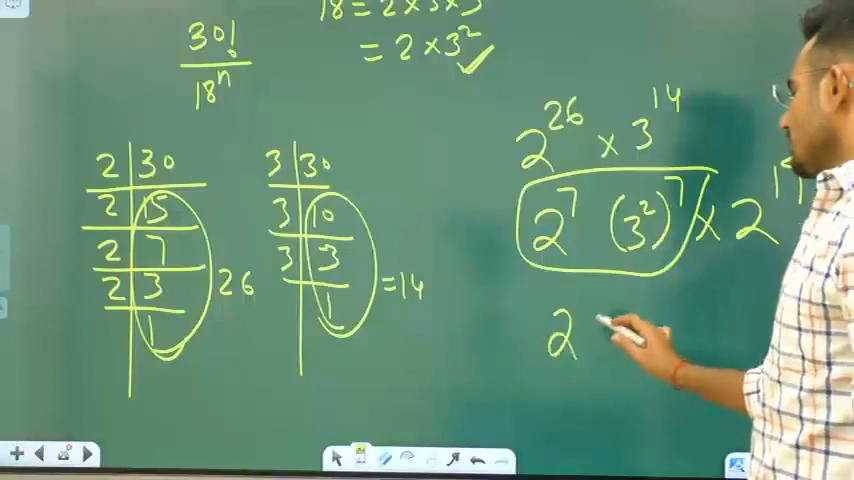 18 = 2 × 3 × 3
= 2 × 3² ✓
30!
18ⁿ
2 | 30
2 | 15
2 | 7
2 | 3
1
26
3 | 30
3 | 10
3 | 3
1
= 14
2²⁶ × 3¹⁴
2⁷ (3²)⁷ × 2¹⁹
2